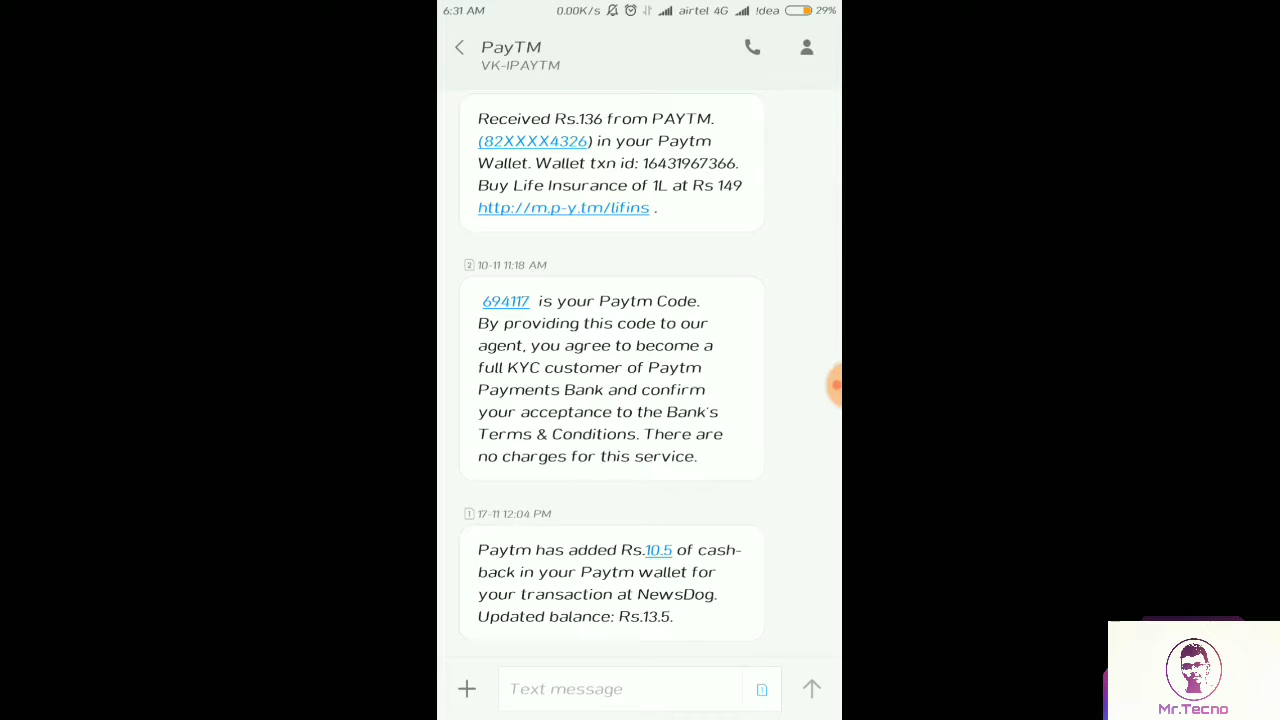 6:31 AM 0.00K/s airtel 4G !dea 29%
PayTM
VK-IPAYTM
Received Rs.136 from PAYTM.
(82XXXX4326) in your Paytm
Wallet. Wallet txn id: 16431967366.
Buy Life Insurance of 1L at Rs 149
http://m.p-y.tm/lifins .
2 10-11 11:18 AM
694117 is your Paytm Code.
By providing this code to our
agent, you agree to become a
full KYC customer of Paytm
Payments Bank and confirm
your acceptance to the Bank's
Terms & Conditions. There are
no charges for this service.
1 17-11 12:04 PM
Paytm has added Rs.10.5 of cash-
back in your Paytm wallet for
your transaction at NewsDog.
Updated balance: Rs.13.5.
Text message 1
Mr.Tecno